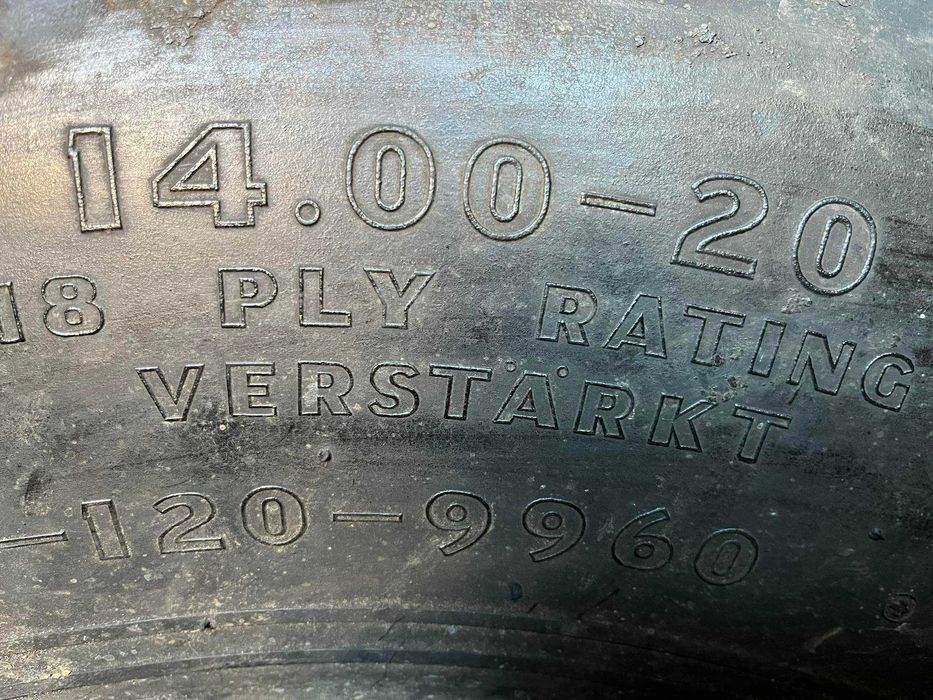 14.00-20
18 PLY RATING
VERSTÄRKT
-120-9960